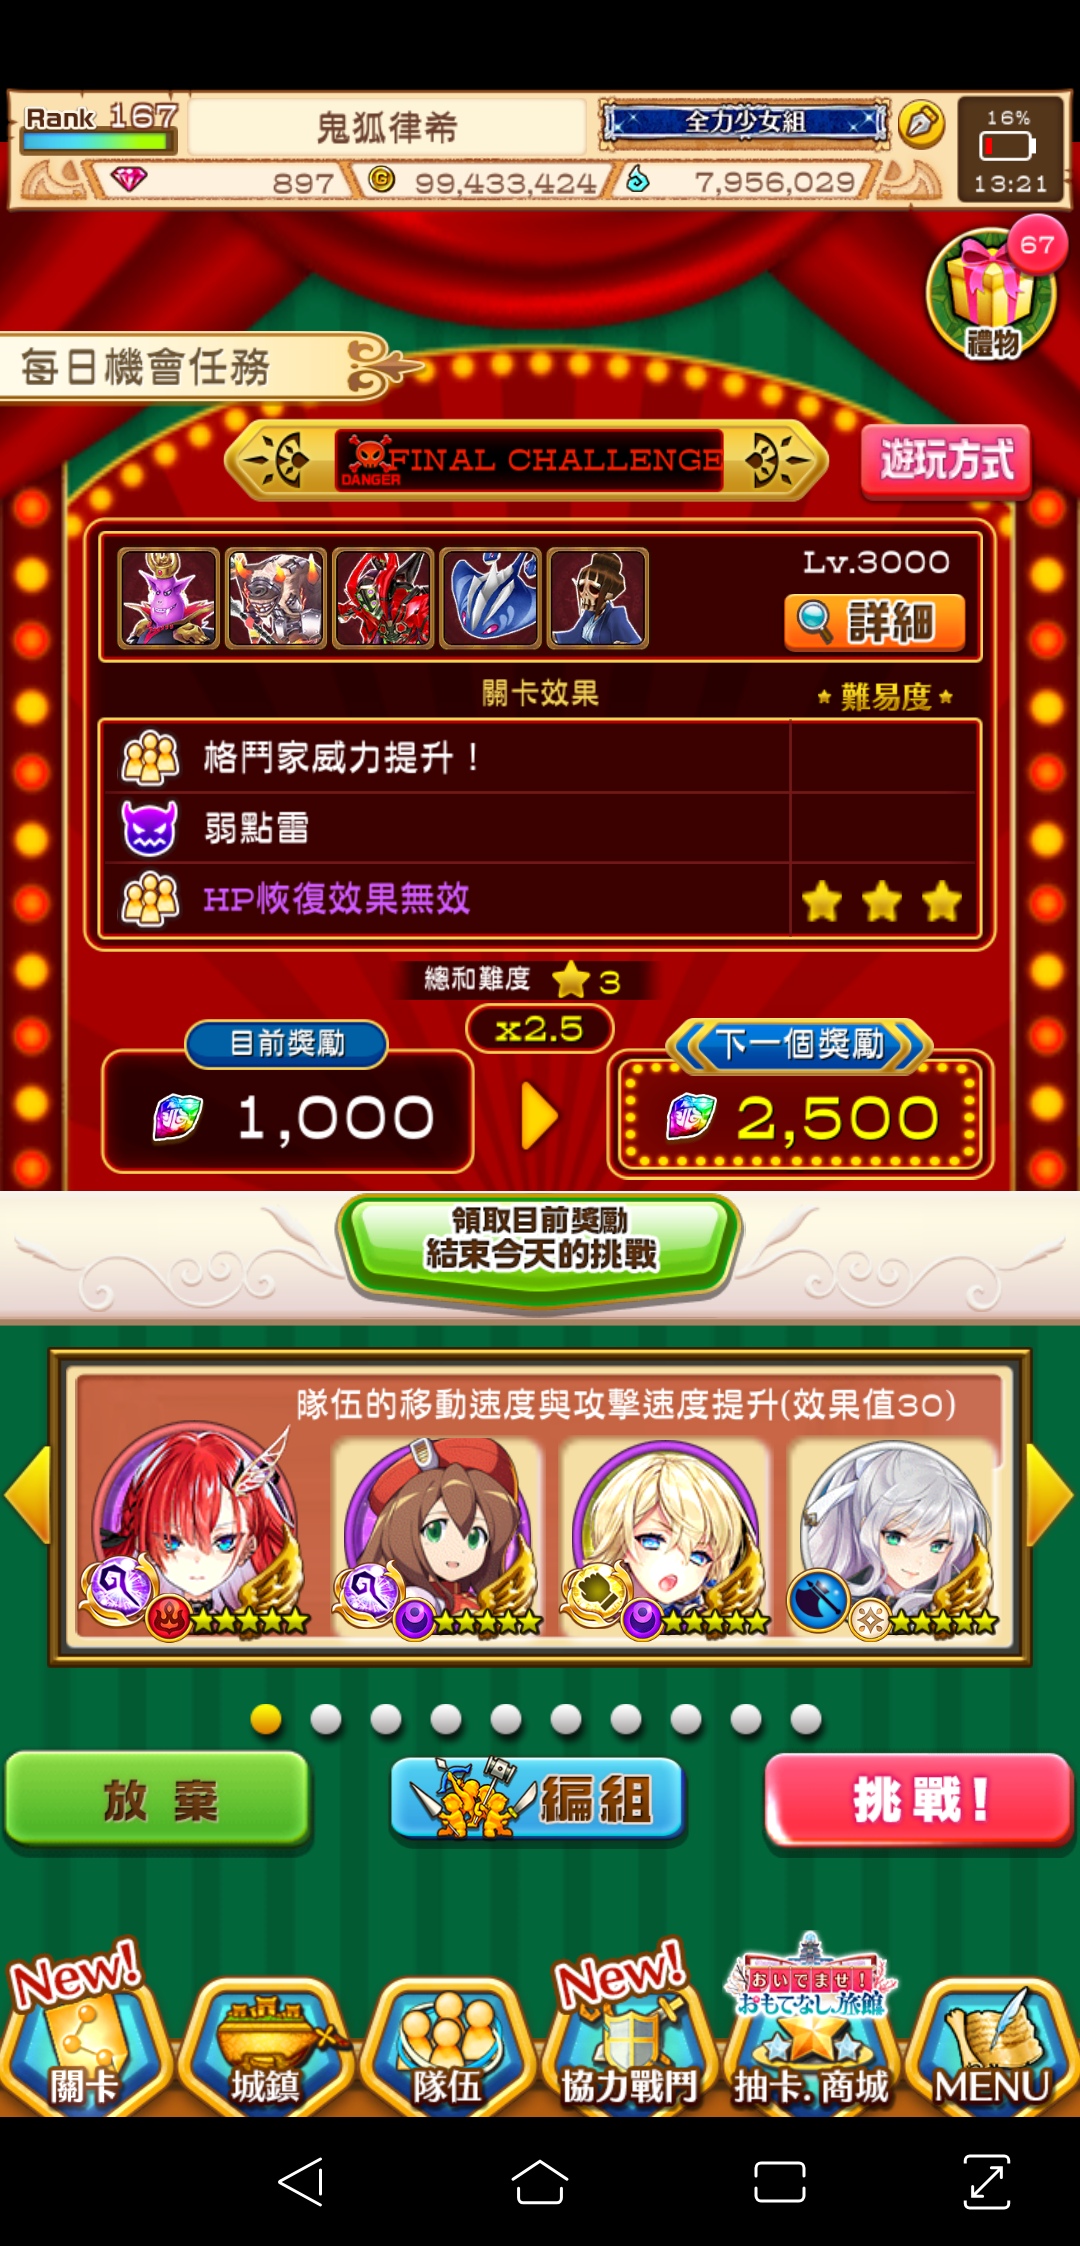 Rank 167
鬼狐律希
全力少女組
16%
897
99,433,424
7,956,029
13:21
67
禮物
每日機會任務
DANGER
FINAL CHALLENGE
遊玩方式
Lv.3000
詳細
關卡效果
難易度
格鬥家威力提升！
弱點雷
HP恢復效果無效
總和難度 3
x2.5
目前獎勵
下一個獎勵
1,000
2,500
領取目前獎勵
結束今天的挑戰
隊伍的移動速度與攻擊速度提升(效果值30)
放棄
編組
挑戰!
New!
New!
おいでませ!
おもてなし旅館
關卡
城鎮
隊伍
協力戰鬥
抽卡.商城
MENU